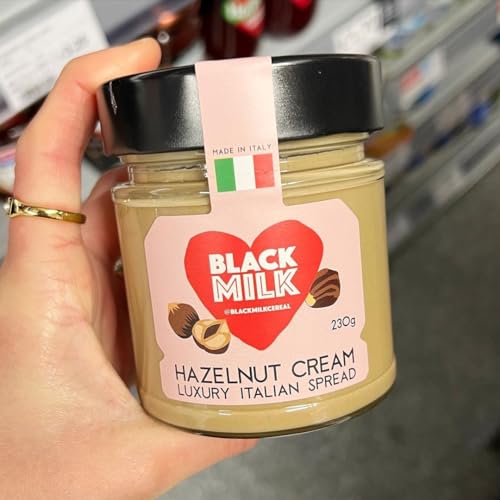 MADE IN ITALY
BLACK
MILK
@BLACKMILKCEREAL
230g
HAZELNUT CREAM
LUXURY ITALIAN SPREAD